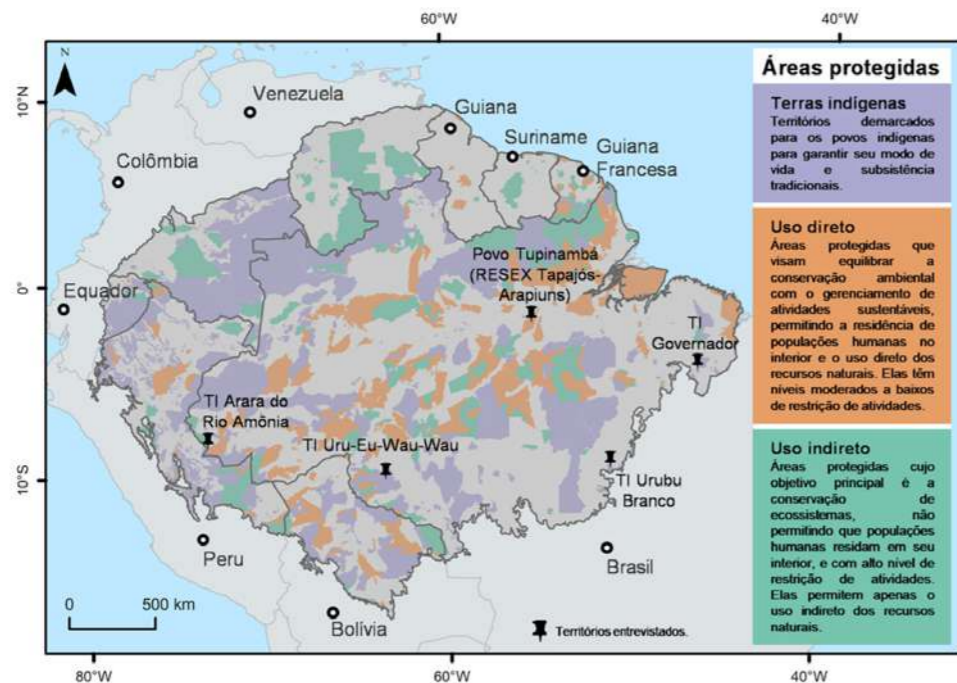 60°W
40°W
N
10°N
0°
10°S
Venezuela
Guiana
Suriname
Guiana
Francesa
Colômbia
Equador
Povo Tupinambá
(RESEX Tapajós-
Arapiuns)
TI
Governador
TI Arara do
Rio Amônia
TI Uru-Eu-Wau-Wau
TI Urubu
Branco
Peru
Brasil
Bolívia
0
500 km
Territórios entrevistados.
80°W
60°W
40°W
Áreas protegidas
Terras indígenas
Territórios demarcados
para os povos indígenas
para garantir seu modo de
vida e subsistência
tradicionais.
Uso direto
Áreas protegidas que
visam equilibrar a
conservação ambiental
com o gerenciamento de
atividades sustentáveis,
permitindo a residência de
populações humanas no
interior e o uso direto dos
recursos naturais. Elas têm
níveis moderados a baixos
de restrição de atividades.
Uso indireto
Áreas protegidas cujo
objetivo principal é a
conservação de
ecossistemas, não
permitindo que populações
humanas residam em seu
interior, e com alto nível de
restrição de atividades.
Elas permitem apenas o
uso indireto dos recursos
naturais.